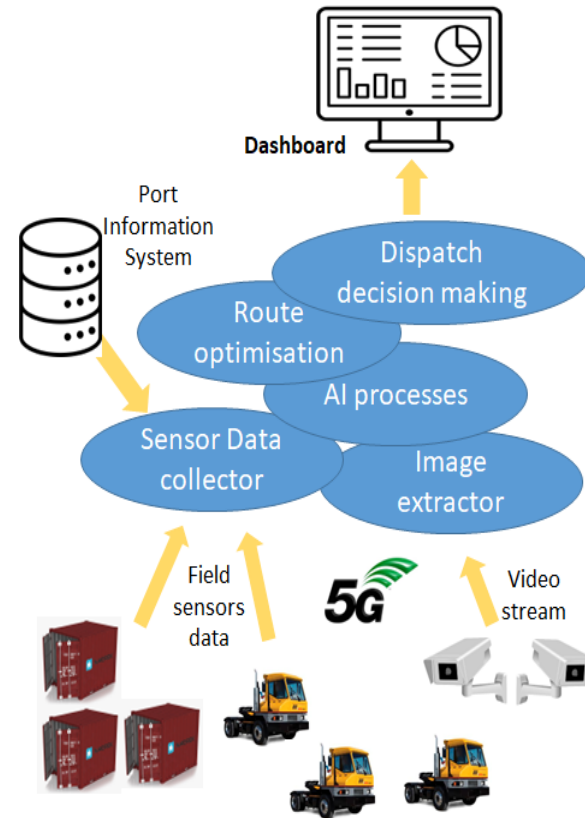 Dashboard
Port
Information
System
Dispatch
decision making
Route
optimisation
AI processes
Sensor Data
collector
Image
extractor
Field
sensors
data
5G
Video
stream